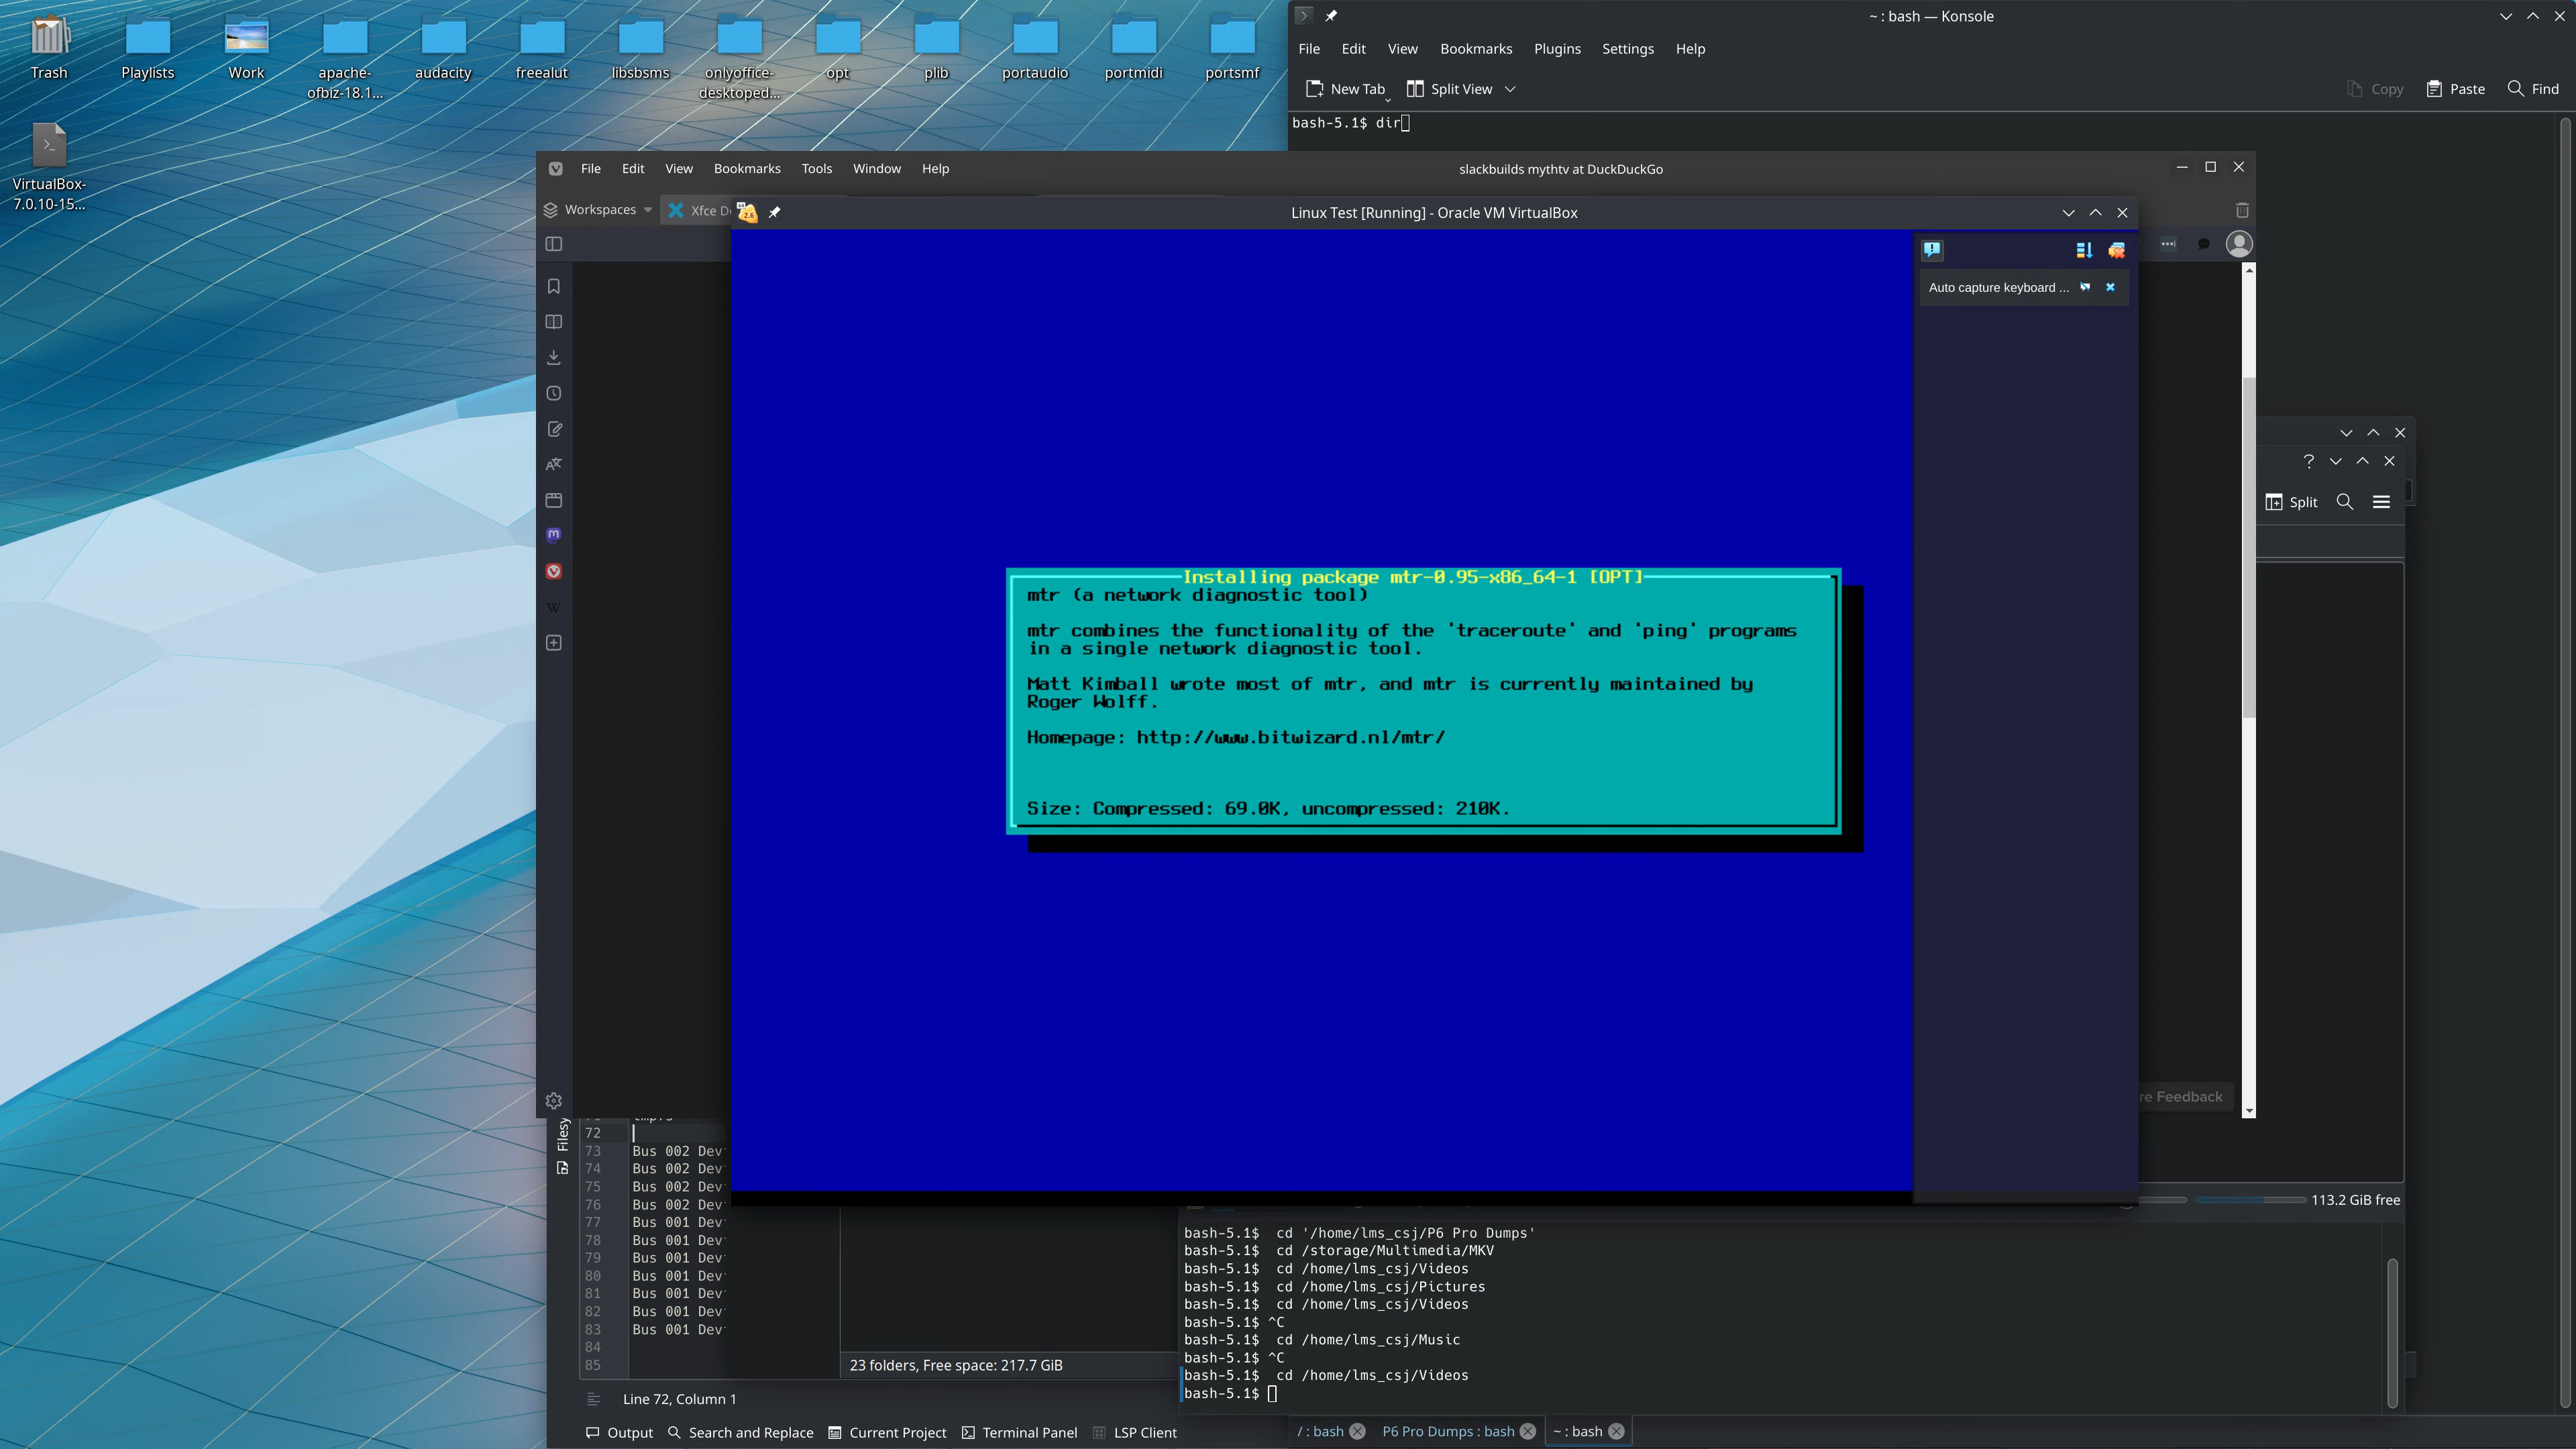 Trash
Playlists
Work
apache-
ofbiz-18.1...
audacity
freealut
libsbsms
onlyoffice-
desktoped...
opt
plib
portaudio
portmidi
portsmf
VirtualBox-
7.0.10-15...
~ : bash — Konsole
File Edit View Bookmarks Plugins Settings Help
New Tab Split View Copy Paste Find
bash-5.1$ dir
File Edit View Bookmarks Tools Window Help
slackbuilds mythtv at DuckDuckGo
Workspaces
Xfce D
Linux Test [Running] - Oracle VM VirtualBox
Auto capture keyboard ...
Split
Installing package mtr-0.95-x86_64-1 [OPT]
mtr (a network diagnostic tool)
mtr combines the functionality of the 'traceroute' and 'ping' programs
in a single network diagnostic tool.
Matt Kimball wrote most of mtr, and mtr is currently maintained by
Roger Wolff.
Homepage: http://www.bitwizard.nl/mtr/
Size: Compressed: 69.0K, uncompressed: 210K.
re Feedback
113.2 GiB free
Filesy
72
73 Bus 002 Dev
74 Bus 002 Dev
75 Bus 002 Dev
76 Bus 002 Dev
77 Bus 001 Dev
78 Bus 001 Dev
79 Bus 001 Dev
80 Bus 001 Dev
81 Bus 001 Dev
82 Bus 001 Dev
83 Bus 001 Dev
84
85
23 folders, Free space: 217.7 GiB
Line 72, Column 1
Output Search and Replace Current Project Terminal Panel LSP Client
bash-5.1$  cd '/home/lms_csj/P6 Pro Dumps'
bash-5.1$  cd /storage/Multimedia/MKV
bash-5.1$  cd /home/lms_csj/Videos
bash-5.1$  cd /home/lms_csj/Pictures
bash-5.1$  cd /home/lms_csj/Videos
bash-5.1$ ^C
bash-5.1$  cd /home/lms_csj/Music
bash-5.1$ ^C
bash-5.1$  cd /home/lms_csj/Videos
bash-5.1$
/ : bash P6 Pro Dumps : bash ~ : bash